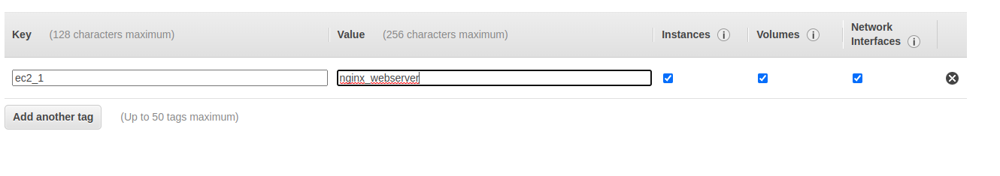 Key (128 characters maximum) Value (256 characters maximum) Instances i Volumes i Network Interfaces i
ec2_1 nginx_webserver
Add another tag (Up to 50 tags maximum)